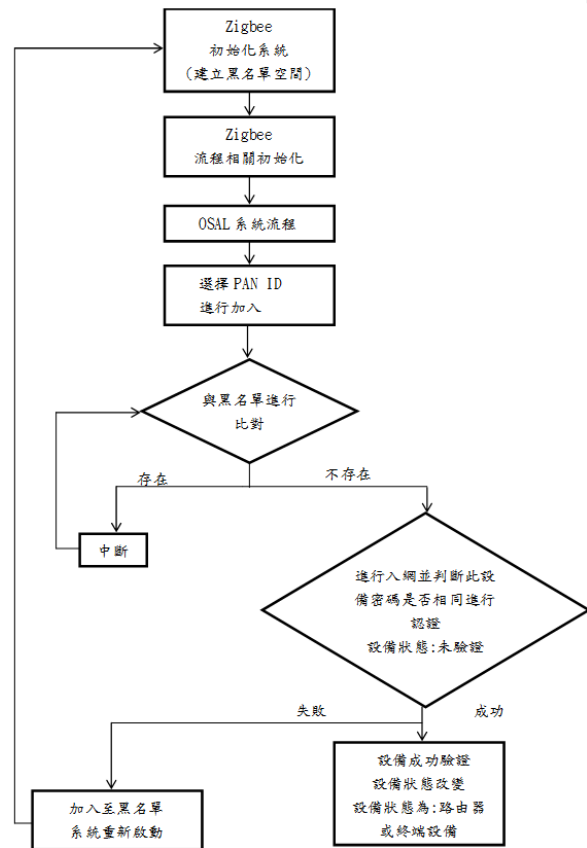 Zigbee
初始化系統
(建立黑名單空間)
Zigbee
流程相關初始化
OSAL 系統流程
選擇 PAN ID
進行加入
與黑名單進行
比對
存在
不存在
中斷
進行入網並判斷此設
備密碼是否相同進行
認證
設備狀態:未驗證
失敗
成功
加入至黑名單
系統重新啟動
設備成功驗證
設備狀態改變
設備狀態為:路由器
或終端設備